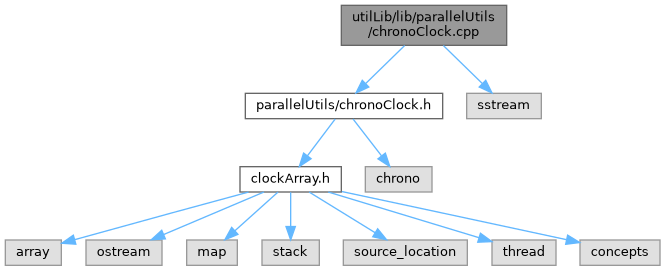 utilLib/lib/parallelUtils
/chronoClock.cpp
parallelUtils/chronoClock.h
sstream
clockArray.h
chrono
array
ostream
map
stack
source_location
thread
concepts